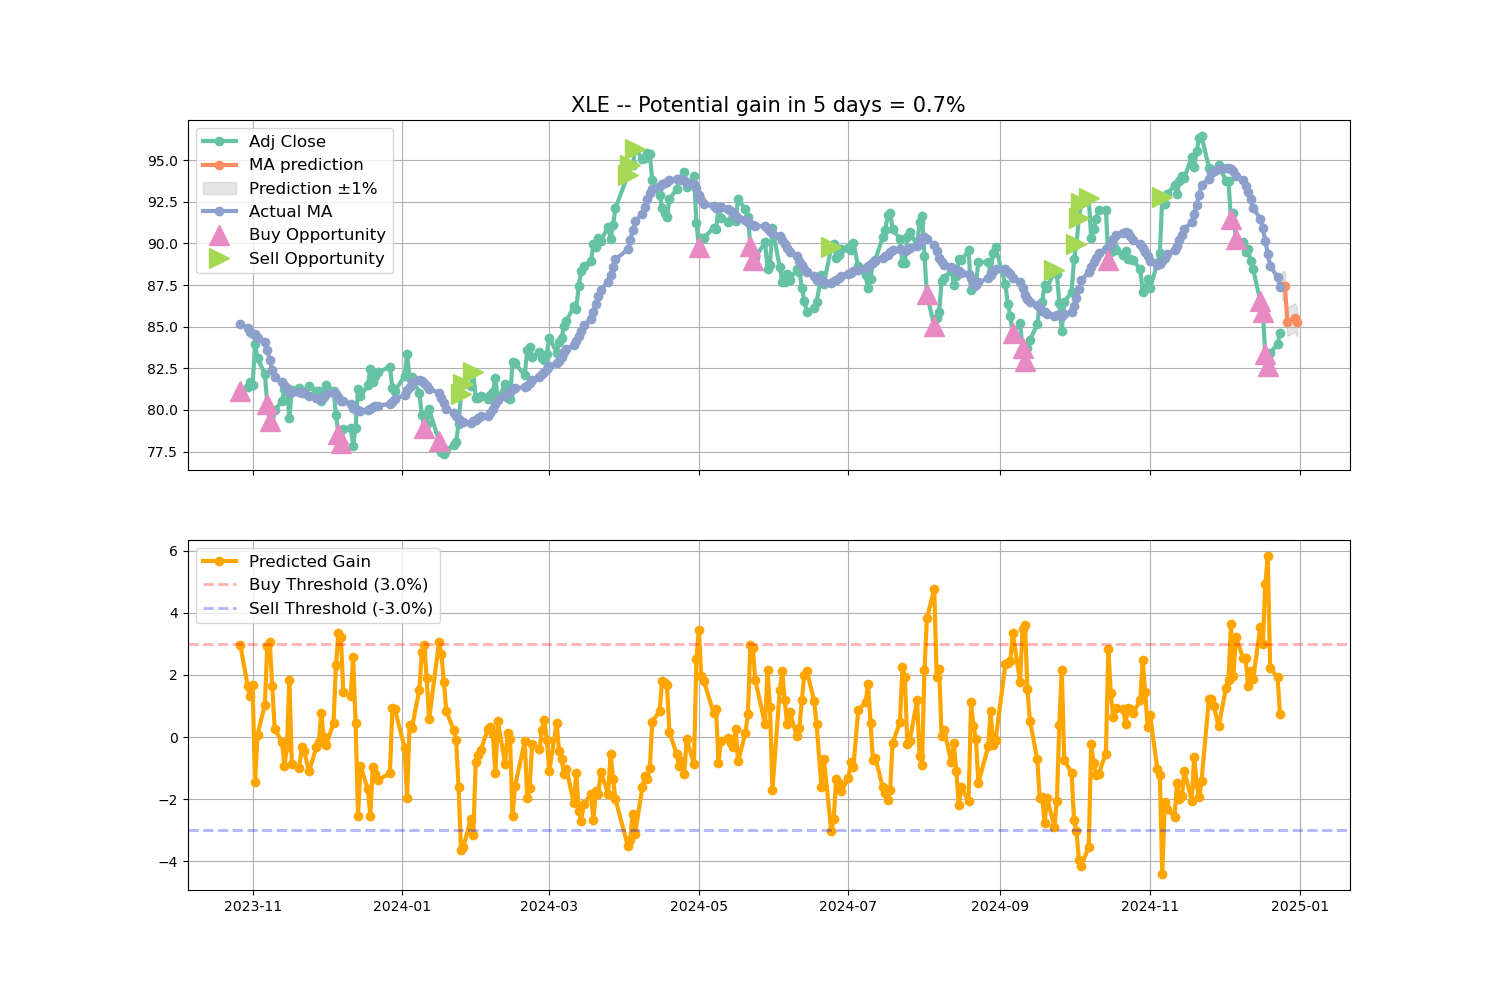 XLE -- Potential gain in 5 days = 0.7%
Adj Close
MA prediction
Prediction ±1%
Actual MA
Buy Opportunity
Sell Opportunity
95.0
92.5
90.0
87.5
85.0
82.5
80.0
77.5
Predicted Gain
Buy Threshold (3.0%)
Sell Threshold (-3.0%)
6
4
2
0
−2
−4
2023-11
2024-01
2024-03
2024-05
2024-07
2024-09
2024-11
2025-01